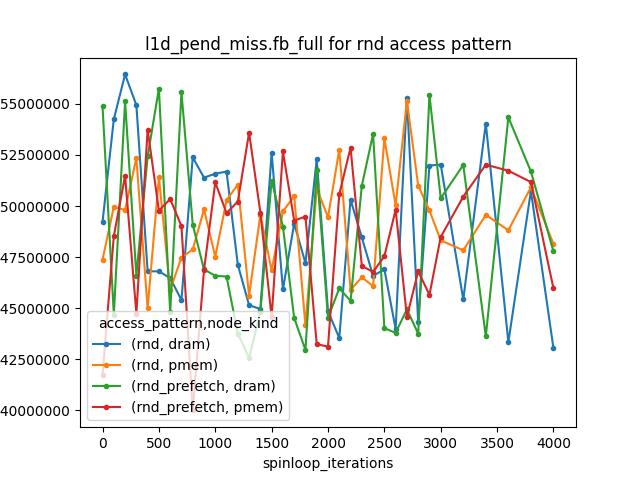 l1d_pend_miss.fb_full for rnd access pattern
55000000
52500000
50000000
47500000
45000000
42500000
40000000
access_pattern,node_kind
(rnd, dram)
(rnd, pmem)
(rnd_prefetch, dram)
(rnd_prefetch, pmem)
0 500 1000 1500 2000 2500 3000 3500 4000
spinloop_iterations